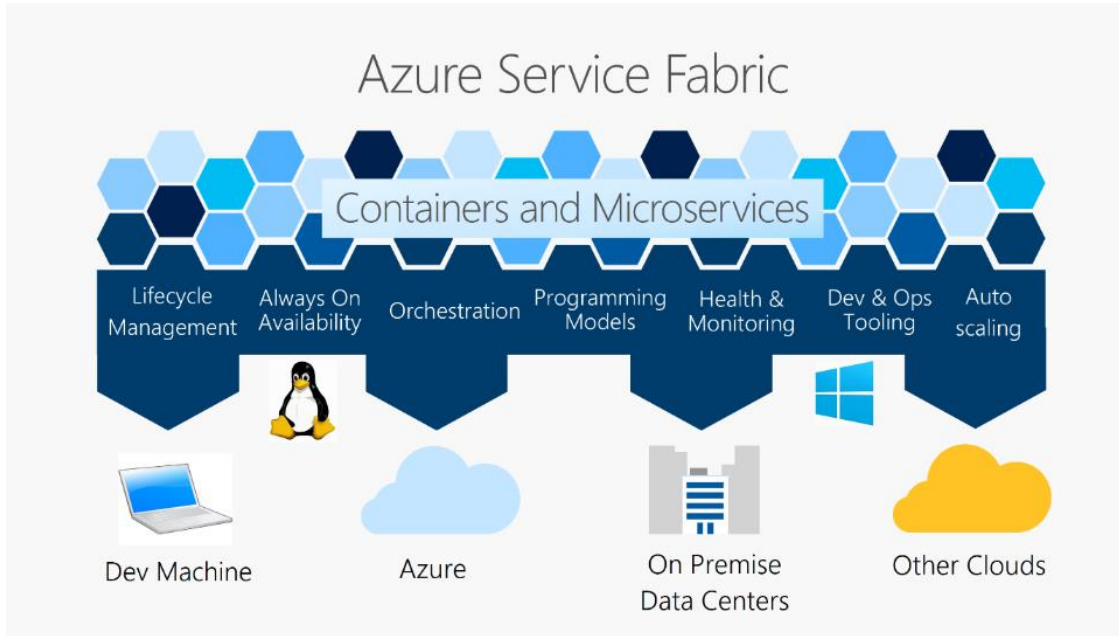 Azure Service Fabric
Containers and Microservices
Lifecycle
Management
Always On
Availability
Orchestration
Programming
Models
Health &
Monitoring
Dev & Ops
Tooling
Auto
scaling
Dev Machine
Azure
On Premise
Data Centers
Other Clouds